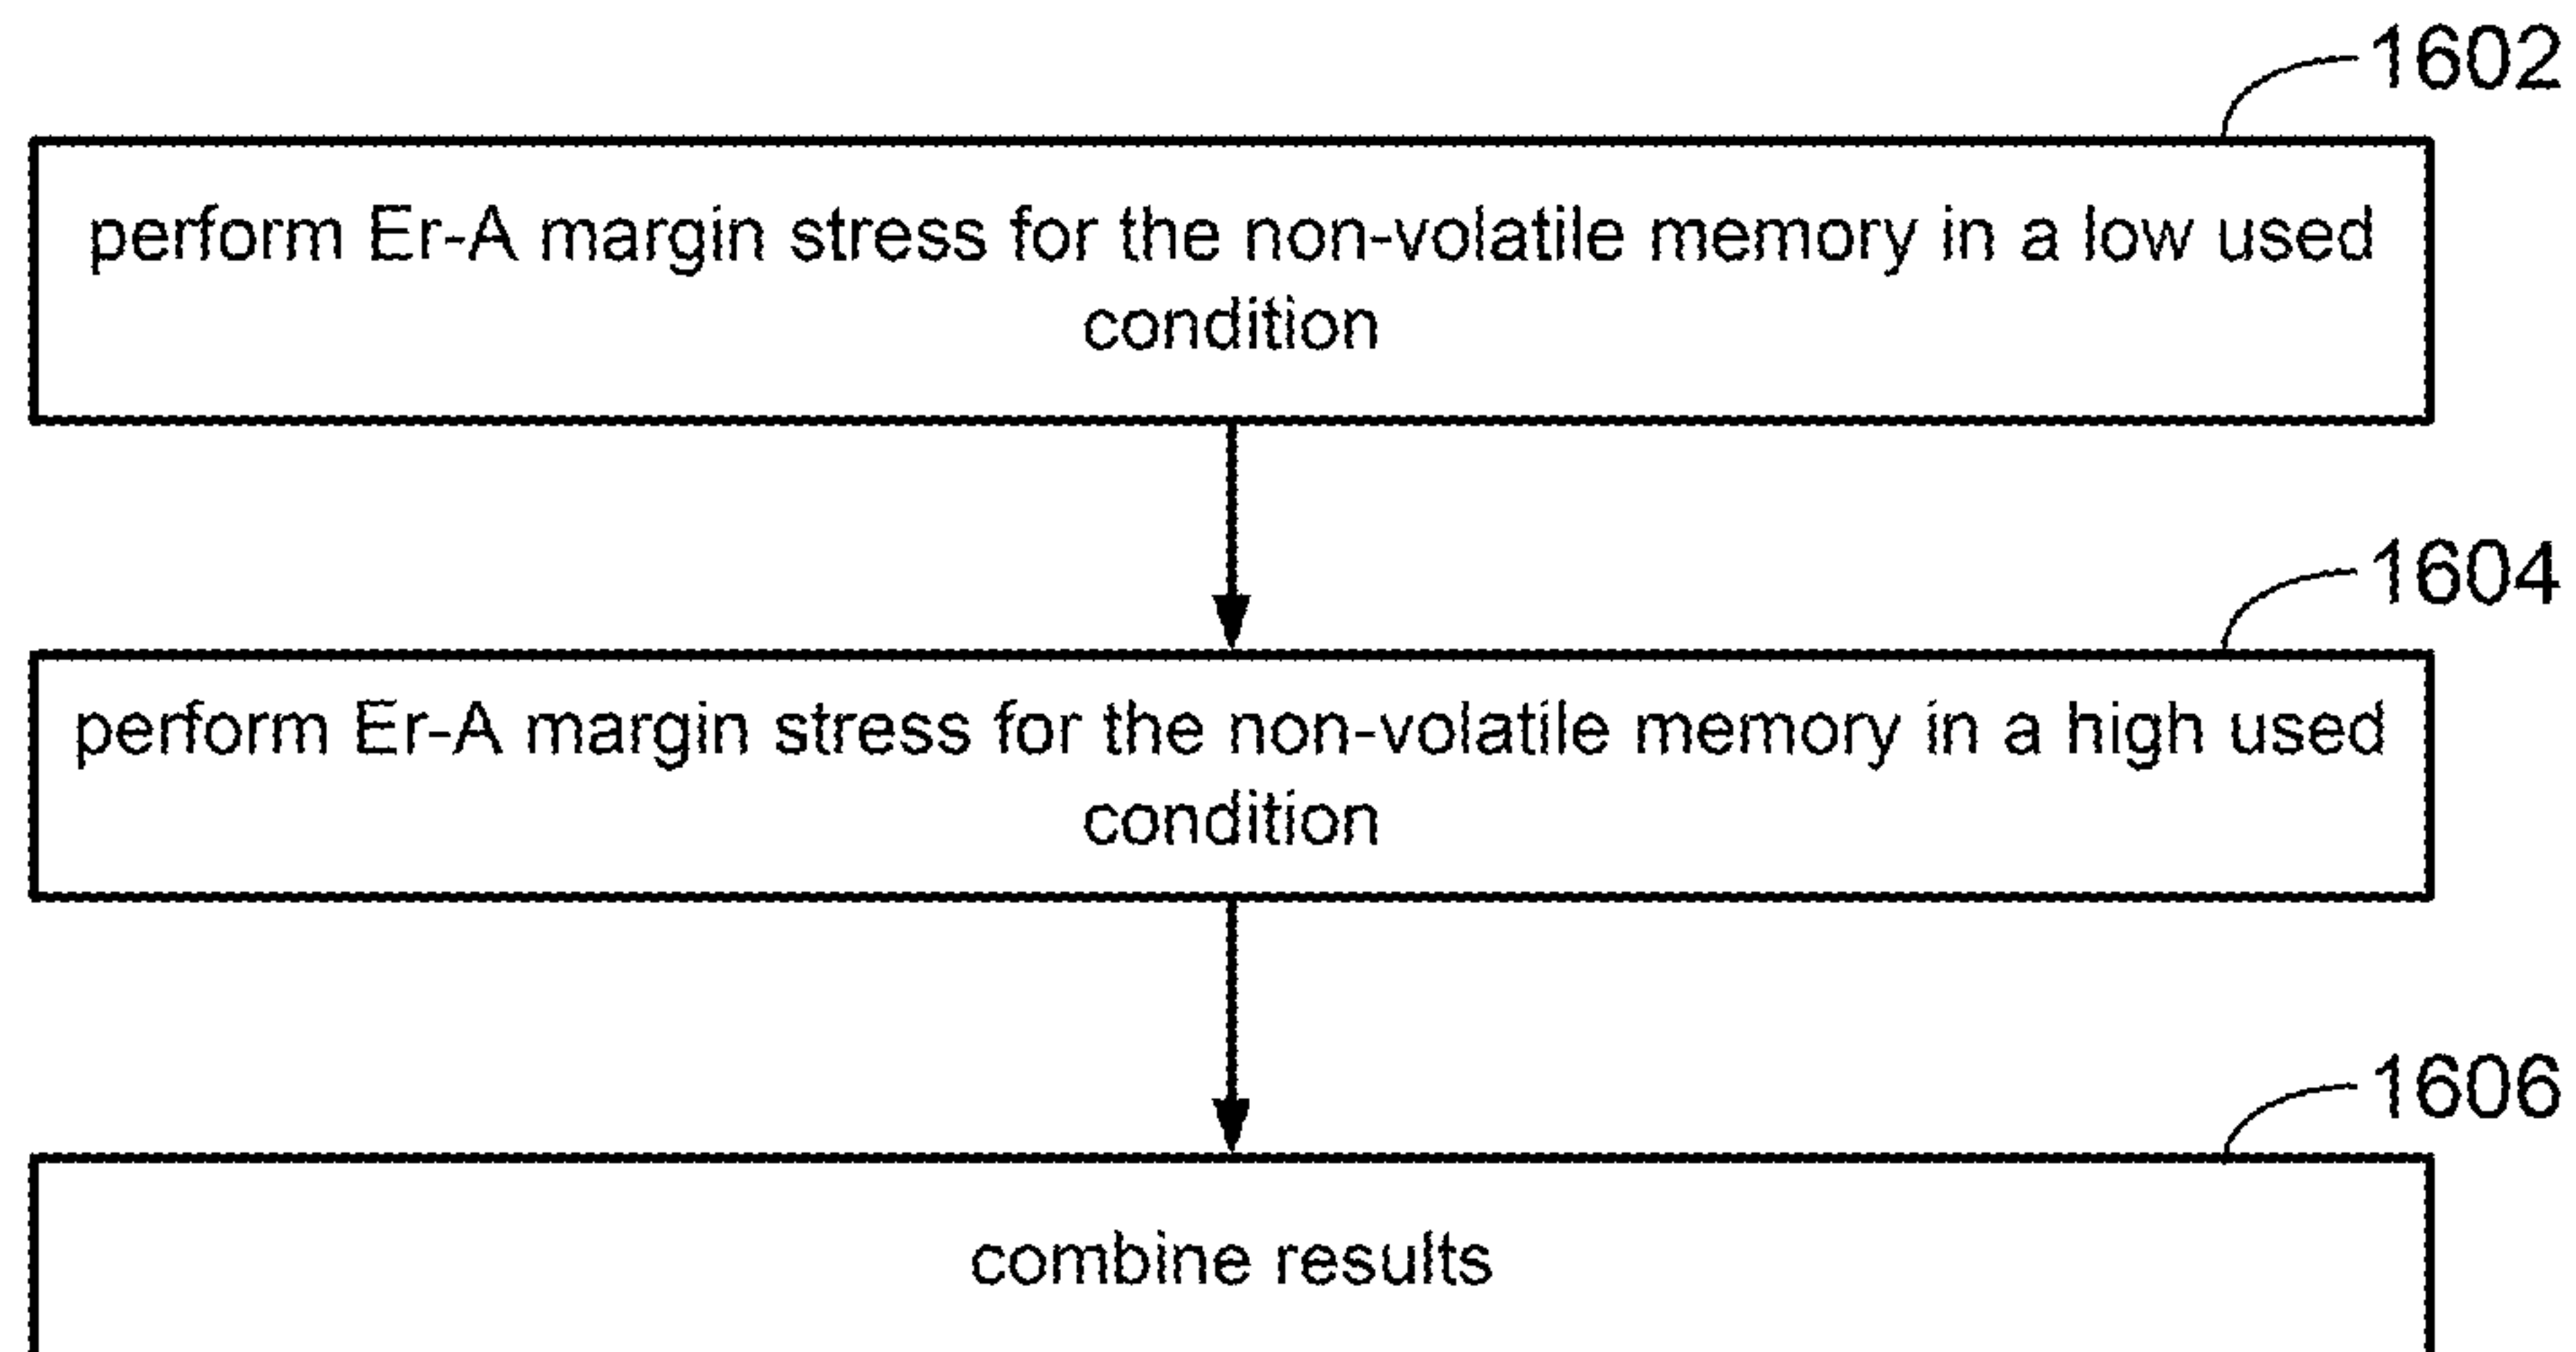 1602
perform Er-A margin stress for the non-volatile memory in a low used
condition
1604
perform Er-A margin stress for the non-volatile memory in a high used
condition
1606
combine results